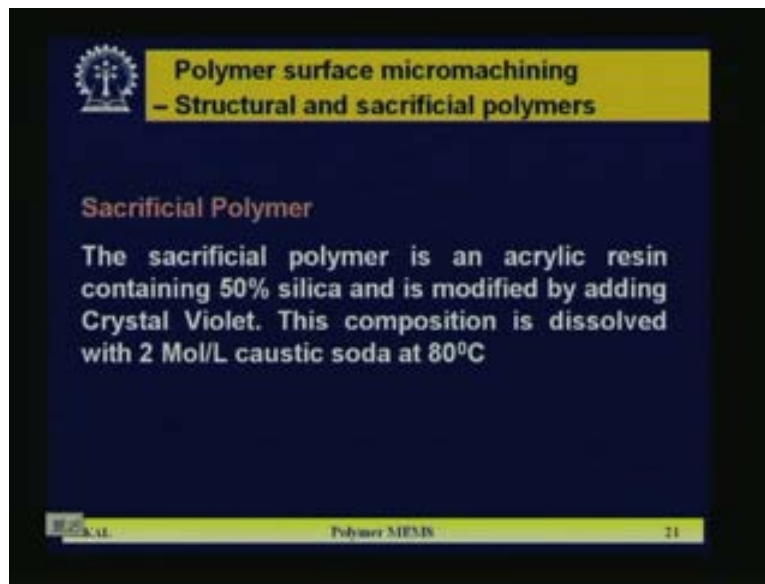 Polymer surface micromachining
– Structural and sacrificial polymers
Sacrificial Polymer
The sacrificial polymer is an acrylic resin
containing 50% silica and is modified by adding
Crystal Violet. This composition is dissolved
with 2 Mol/L caustic soda at 80⁰C
KAL Polymer MEMS 21